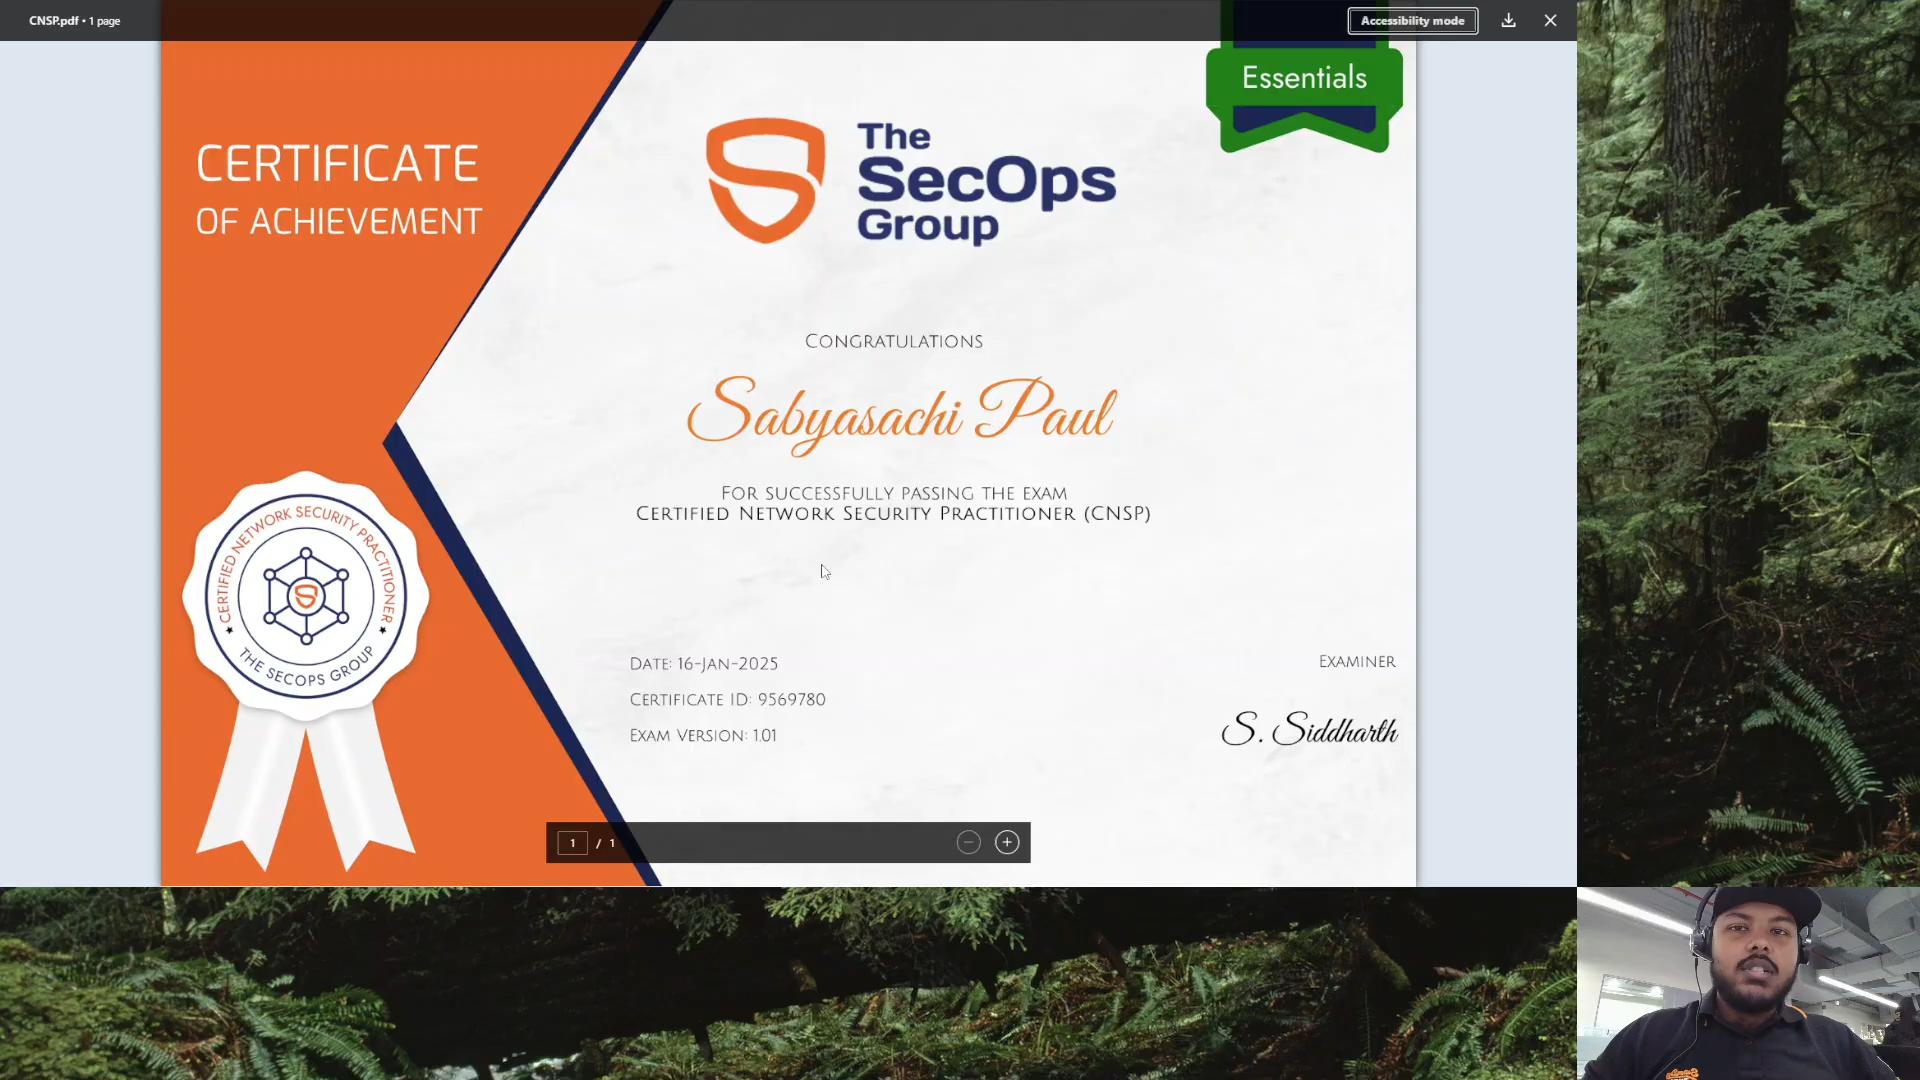 CNSP.pdf • 1 page
Accessibility mode
Essentials
CERTIFICATE
OF ACHIEVEMENT
The
SecOps
Group
CONGRATULATIONS
Sabyasachi Paul
FOR SUCCESSFULLY PASSING THE EXAM
CERTIFIED NETWORK SECURITY PRACTITIONER (CNSP)
CERTIFIED NETWORK SECURITY PRACTITIONER
THE SECOPS GROUP
DATE: 16-JAN-2025
CERTIFICATE ID: 9569780
EXAM VERSION: 1.01
EXAMINER
S. Siddharth
1 / 1